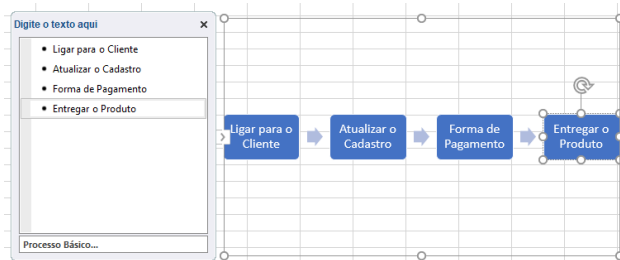 Digite o texto aqui
Ligar para o Cliente
Atualizar o Cadastro
Forma de Pagamento
Entregar o Produto
Processo Básico...
Ligar para o
Cliente
Atualizar o
Cadastro
Forma de
Pagamento
Entregar o
Produto